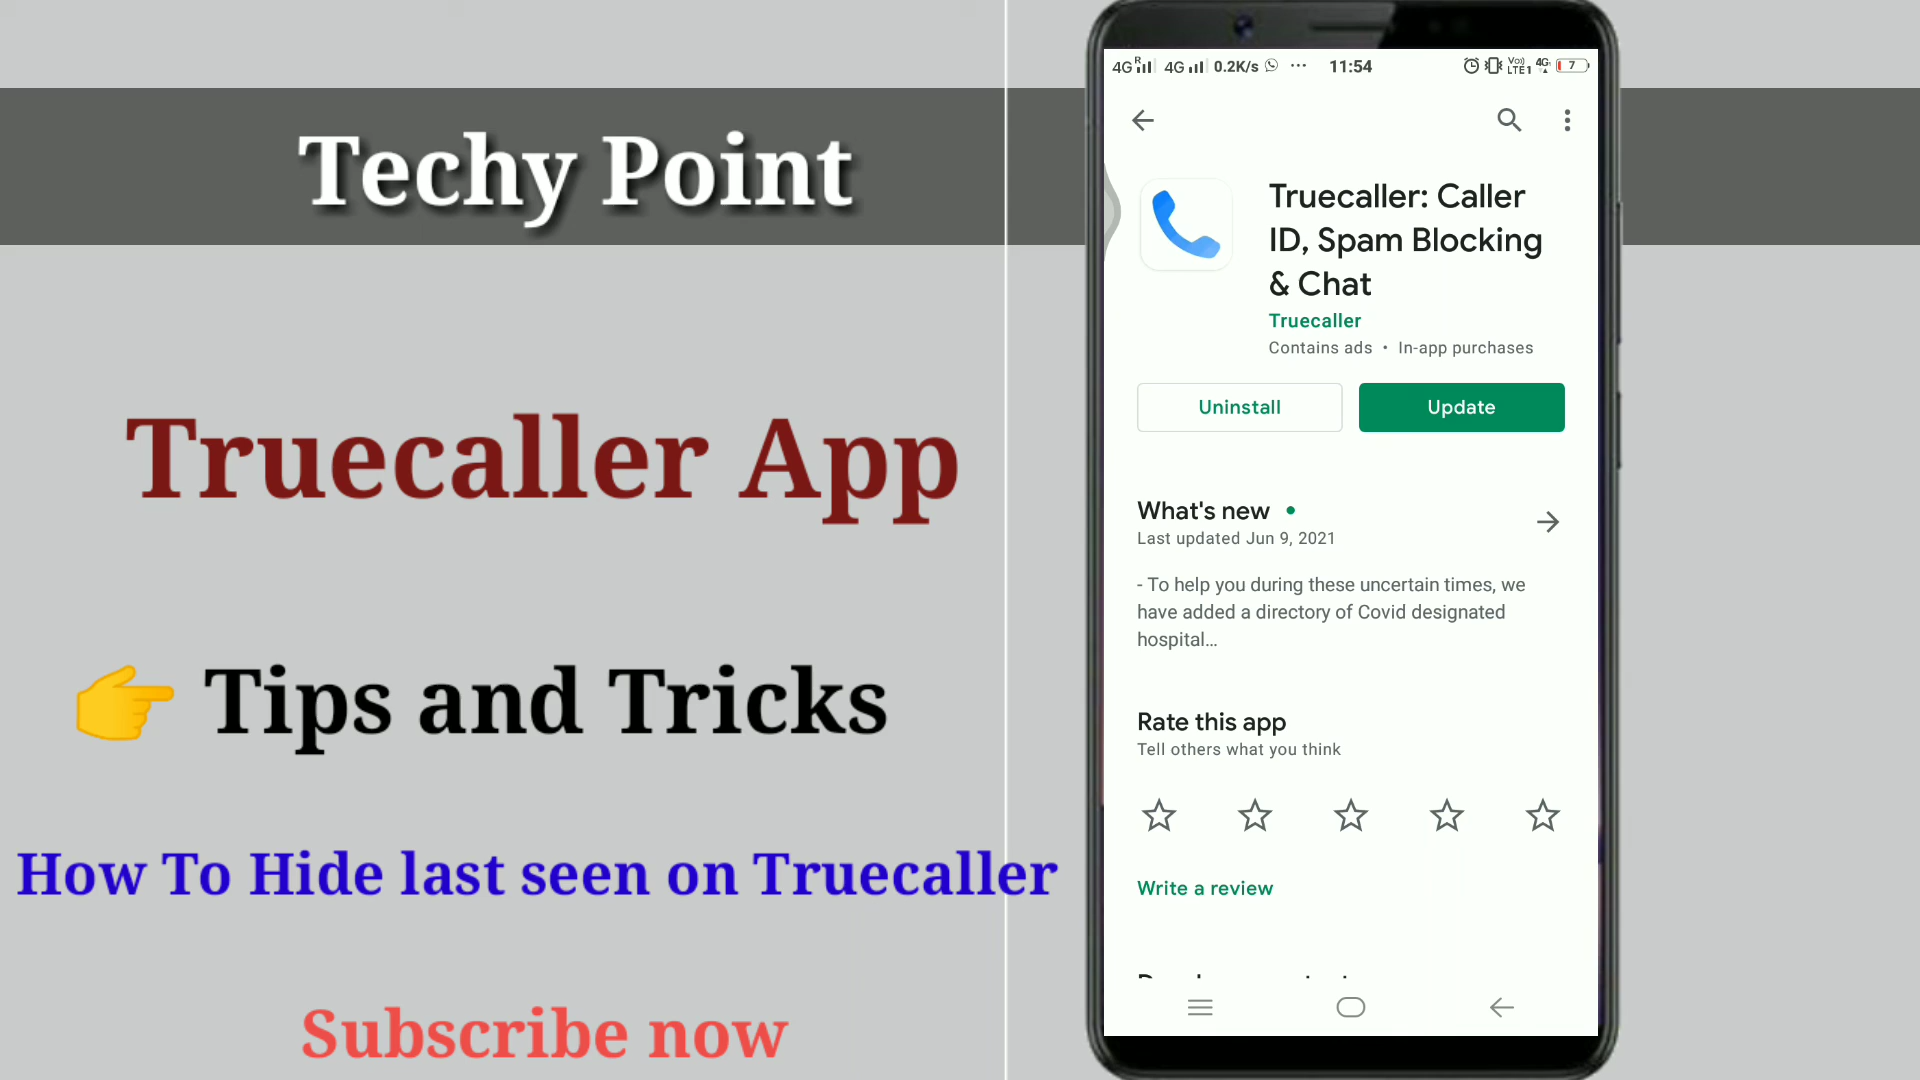 Techy Point
Truecaller App
👉 Tips and Tricks
How To Hide last seen on Truecaller
Subscribe now
4G R 4G 0.2K/s ... 11:54 VoLTE1 4G 7
Truecaller: Caller
ID, Spam Blocking
& Chat
Truecaller
Contains ads • In-app purchases
Uninstall Update
What's new •
Last updated Jun 9, 2021
- To help you during these uncertain times, we
have added a directory of Covid designated
hospital...
Rate this app
Tell others what you think
Write a review